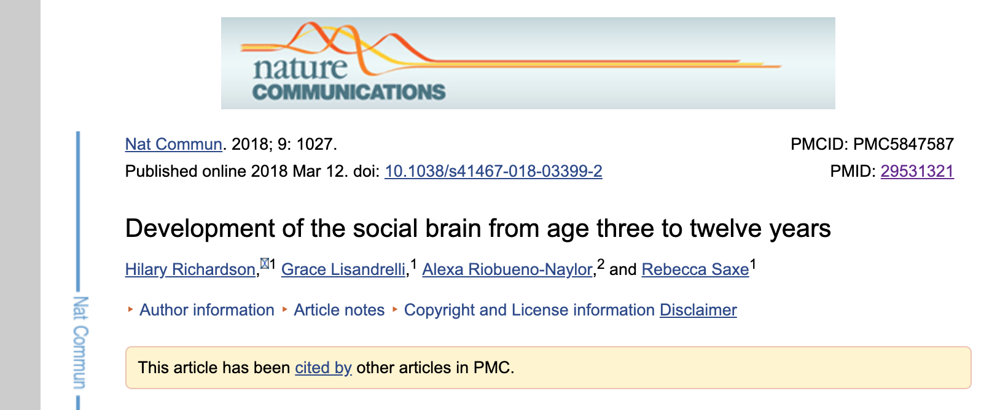 nature
COMMUNICATIONS
Nat Commun. 2018; 9: 1027.
PMCID: PMC5847587
Published online 2018 Mar 12. doi: 10.1038/s41467-018-03399-2
PMID: 29531321
Development of the social brain from age three to twelve years
Hilary Richardson,1 Grace Lisandrelli,1 Alexa Riobueno-Naylor,2 and Rebecca Saxe1
Author information ▸ Article notes ▸ Copyright and License information Disclaimer
This article has been cited by other articles in PMC.
Nat Commun